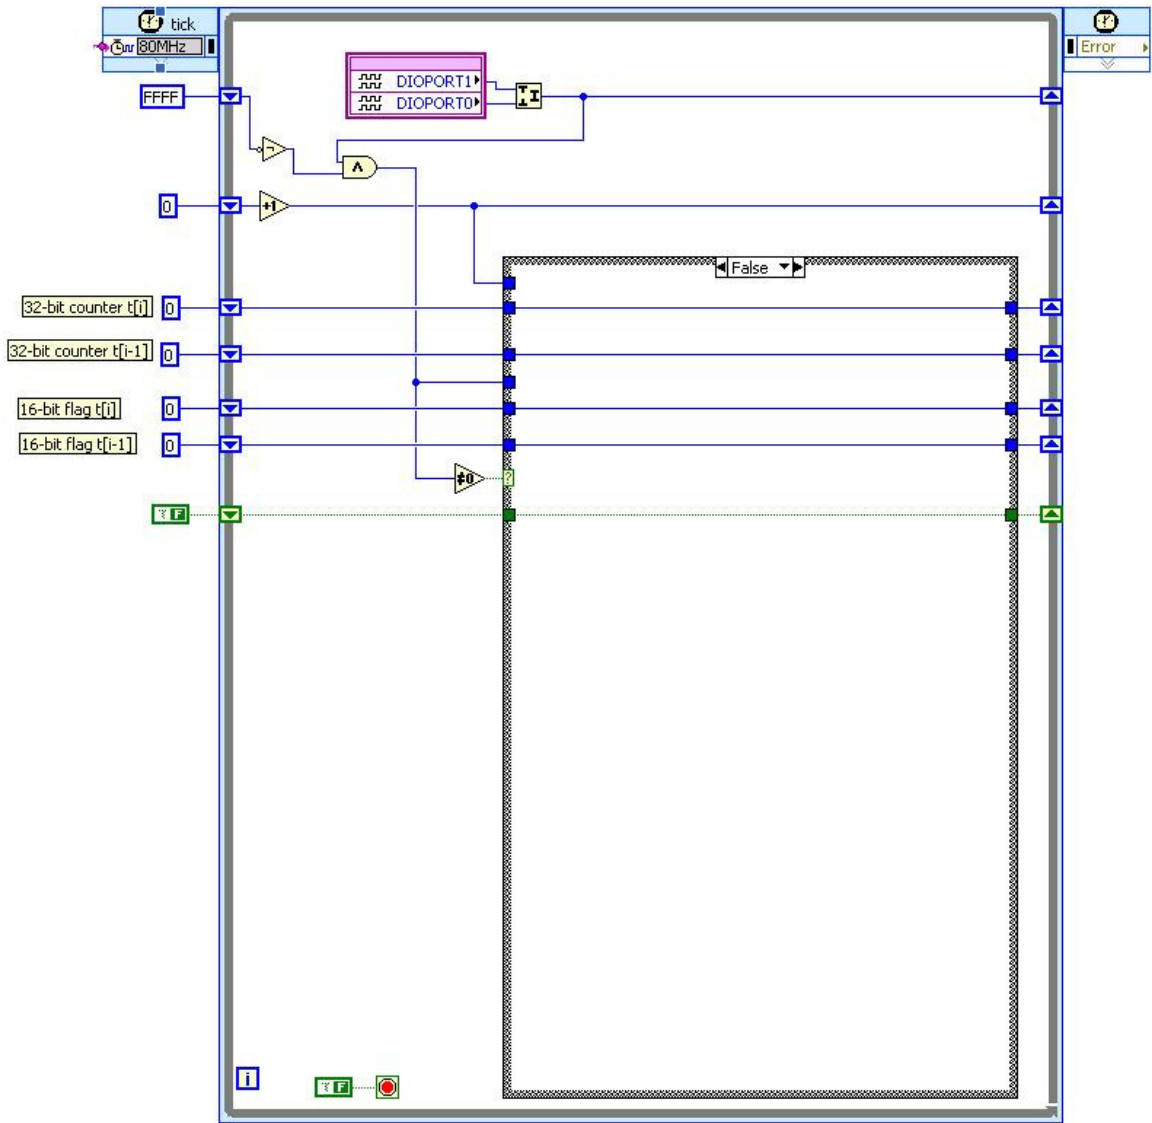 tick
80MHz
Error
FFFF
DIOPORT1
DIOPORT0
¬
∧
0
+1
False
32-bit counter t[i] 0
32-bit counter t[i-1] 0
16-bit flag t[i] 0
16-bit flag t[i-1] 0
≠0
?
F
i
F